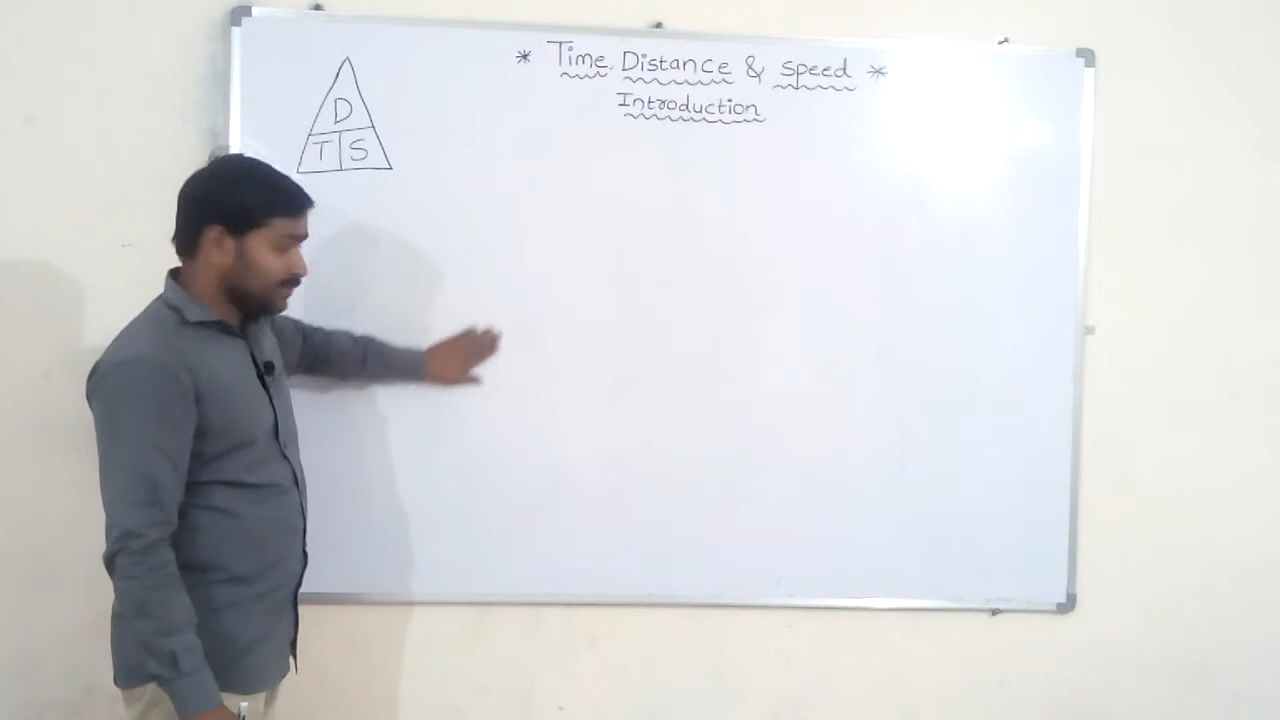 * Time, Distance & speed *
Introduction
D
T S